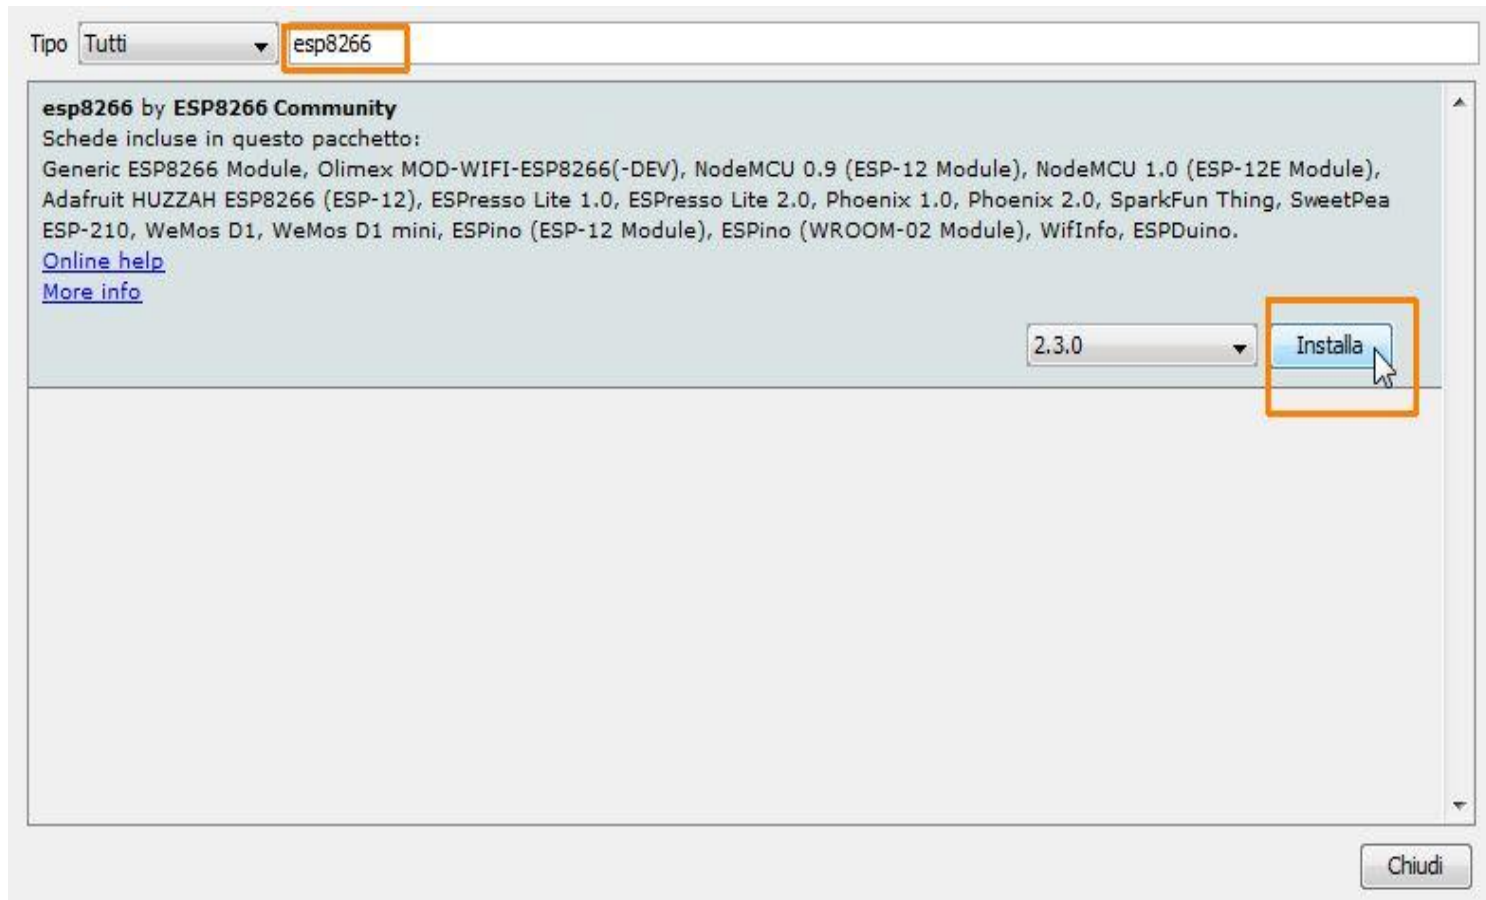 Tipo Tutti esp8266
esp8266 by ESP8266 Community
Schede incluse in questo pacchetto:
Generic ESP8266 Module, Olimex MOD-WIFI-ESP8266(-DEV), NodeMCU 0.9 (ESP-12 Module), NodeMCU 1.0 (ESP-12E Module),
Adafruit HUZZAH ESP8266 (ESP-12), ESPresso Lite 1.0, ESPresso Lite 2.0, Phoenix 1.0, Phoenix 2.0, SparkFun Thing, SweetPea
ESP-210, WeMos D1, WeMos D1 mini, ESPino (ESP-12 Module), ESPino (WROOM-02 Module), WifInfo, ESPDuino.
Online help
More info
2.3.0 Installa
Chiudi